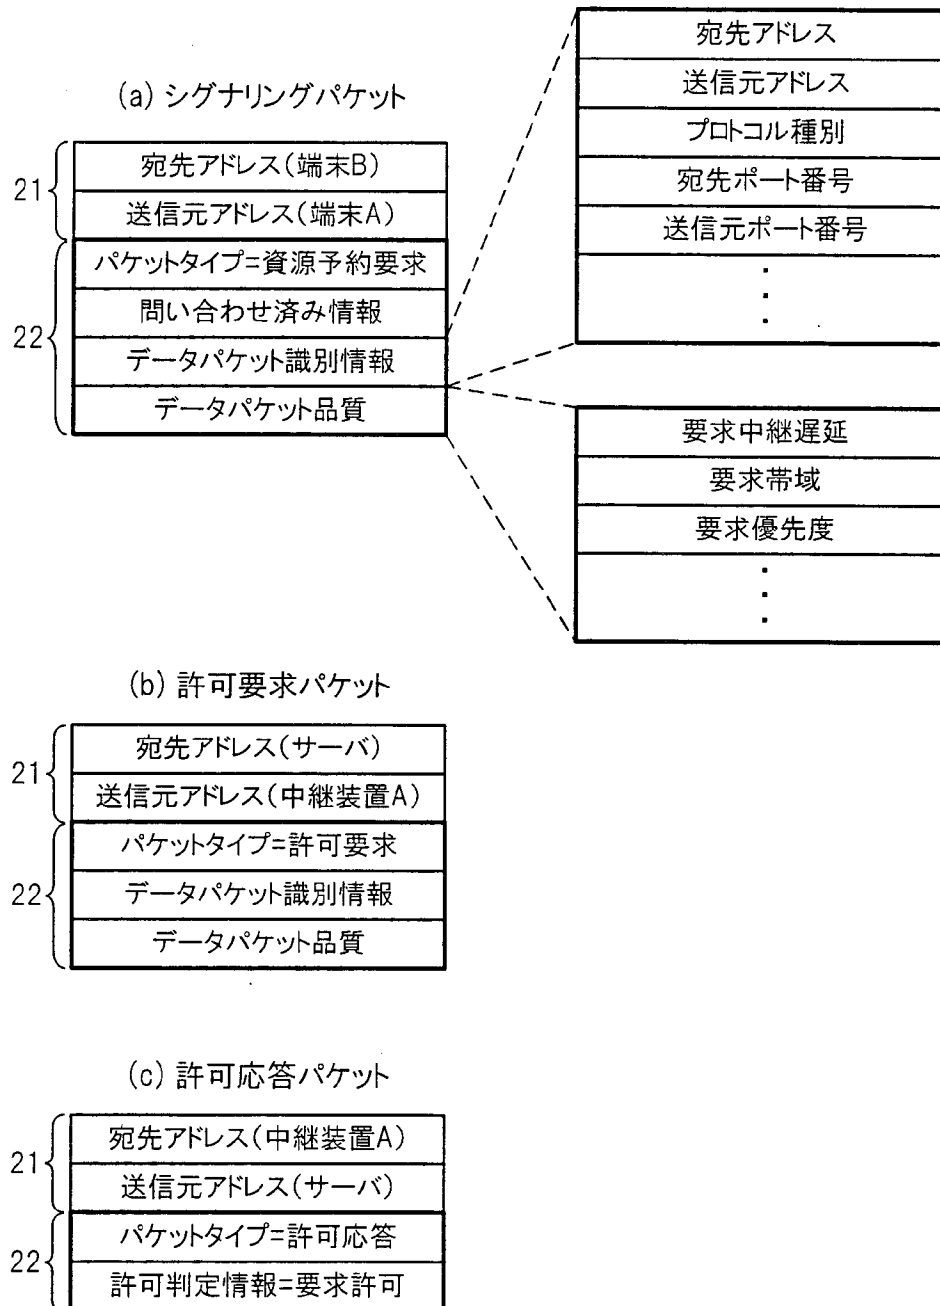 (a) シグナリングパケット
21
宛先アドレス(端末B)
送信元アドレス(端末A)
22
パケットタイプ=資源予約要求
問い合わせ済み情報
データパケット識別情報
データパケット品質
宛先アドレス
送信元アドレス
プロトコル種別
宛先ポート番号
送信元ポート番号
・
・
・
要求中継遅延
要求帯域
要求優先度
・
・
・
(b) 許可要求パケット
21
宛先アドレス(サーバ)
送信元アドレス(中継装置A)
22
パケットタイプ=許可要求
データパケット識別情報
データパケット品質
(c) 許可応答パケット
21
宛先アドレス(中継装置A)
送信元アドレス(サーバ)
22
パケットタイプ=許可応答
許可判定情報=要求許可